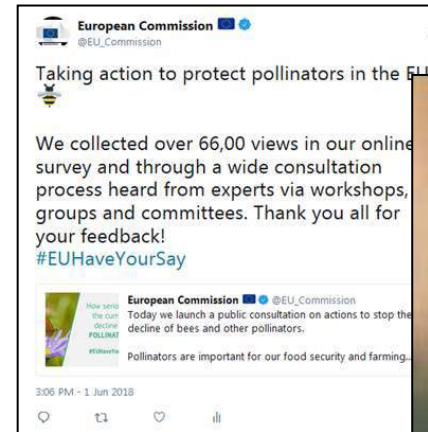 European Commission
@EU_Commission
Taking action to protect pollinators in the EU
We collected over 66,00 views in our online
survey and through a wide consultation
process heard from experts via workshops,
groups and committees. Thank you all for
your feedback!
#EUHaveYourSay
How serio
the curr
decline
POLLINAT
#EUHaveYo
European Commission @EU_Commission
Today we launch a public consultation on actions to stop the
decline of bees and other pollinators.
Pollinators are important for our food security and farming...
3:06 PM - 1 Jun 2018